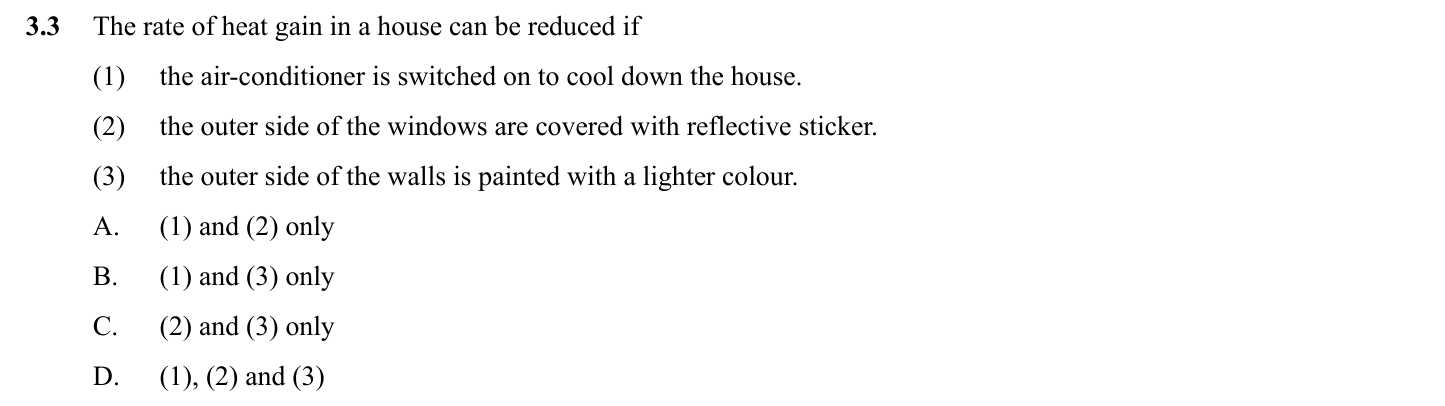 3.3 The rate of heat gain in a house can be reduced if
(1) the air-conditioner is switched on to cool down the house.
(2) the outer side of the windows are covered with reflective sticker.
(3) the outer side of the walls is painted with a lighter colour.
A. (1) and (2) only
B. (1) and (3) only
C. (2) and (3) only
D. (1), (2) and (3)